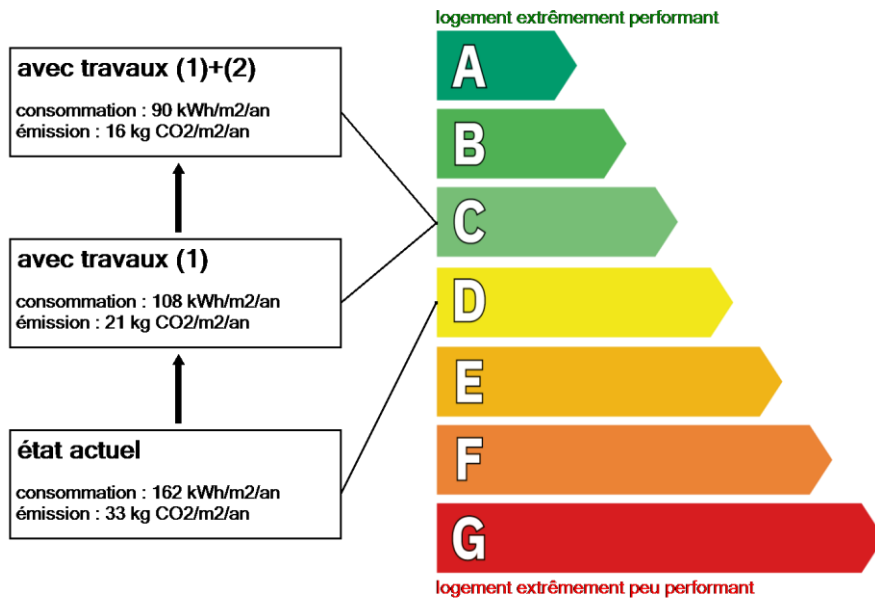 logement extrêmement performant
avec travaux (1)+(2)
consommation : 90 kWh/m2/an
émission : 16 kg CO2/m2/an
avec travaux (1)
consommation : 108 kWh/m2/an
émission : 21 kg CO2/m2/an
état actuel
consommation : 162 kWh/m2/an
émission : 33 kg CO2/m2/an
A
B
C
D
E
F
G
logement extrêmement peu performant